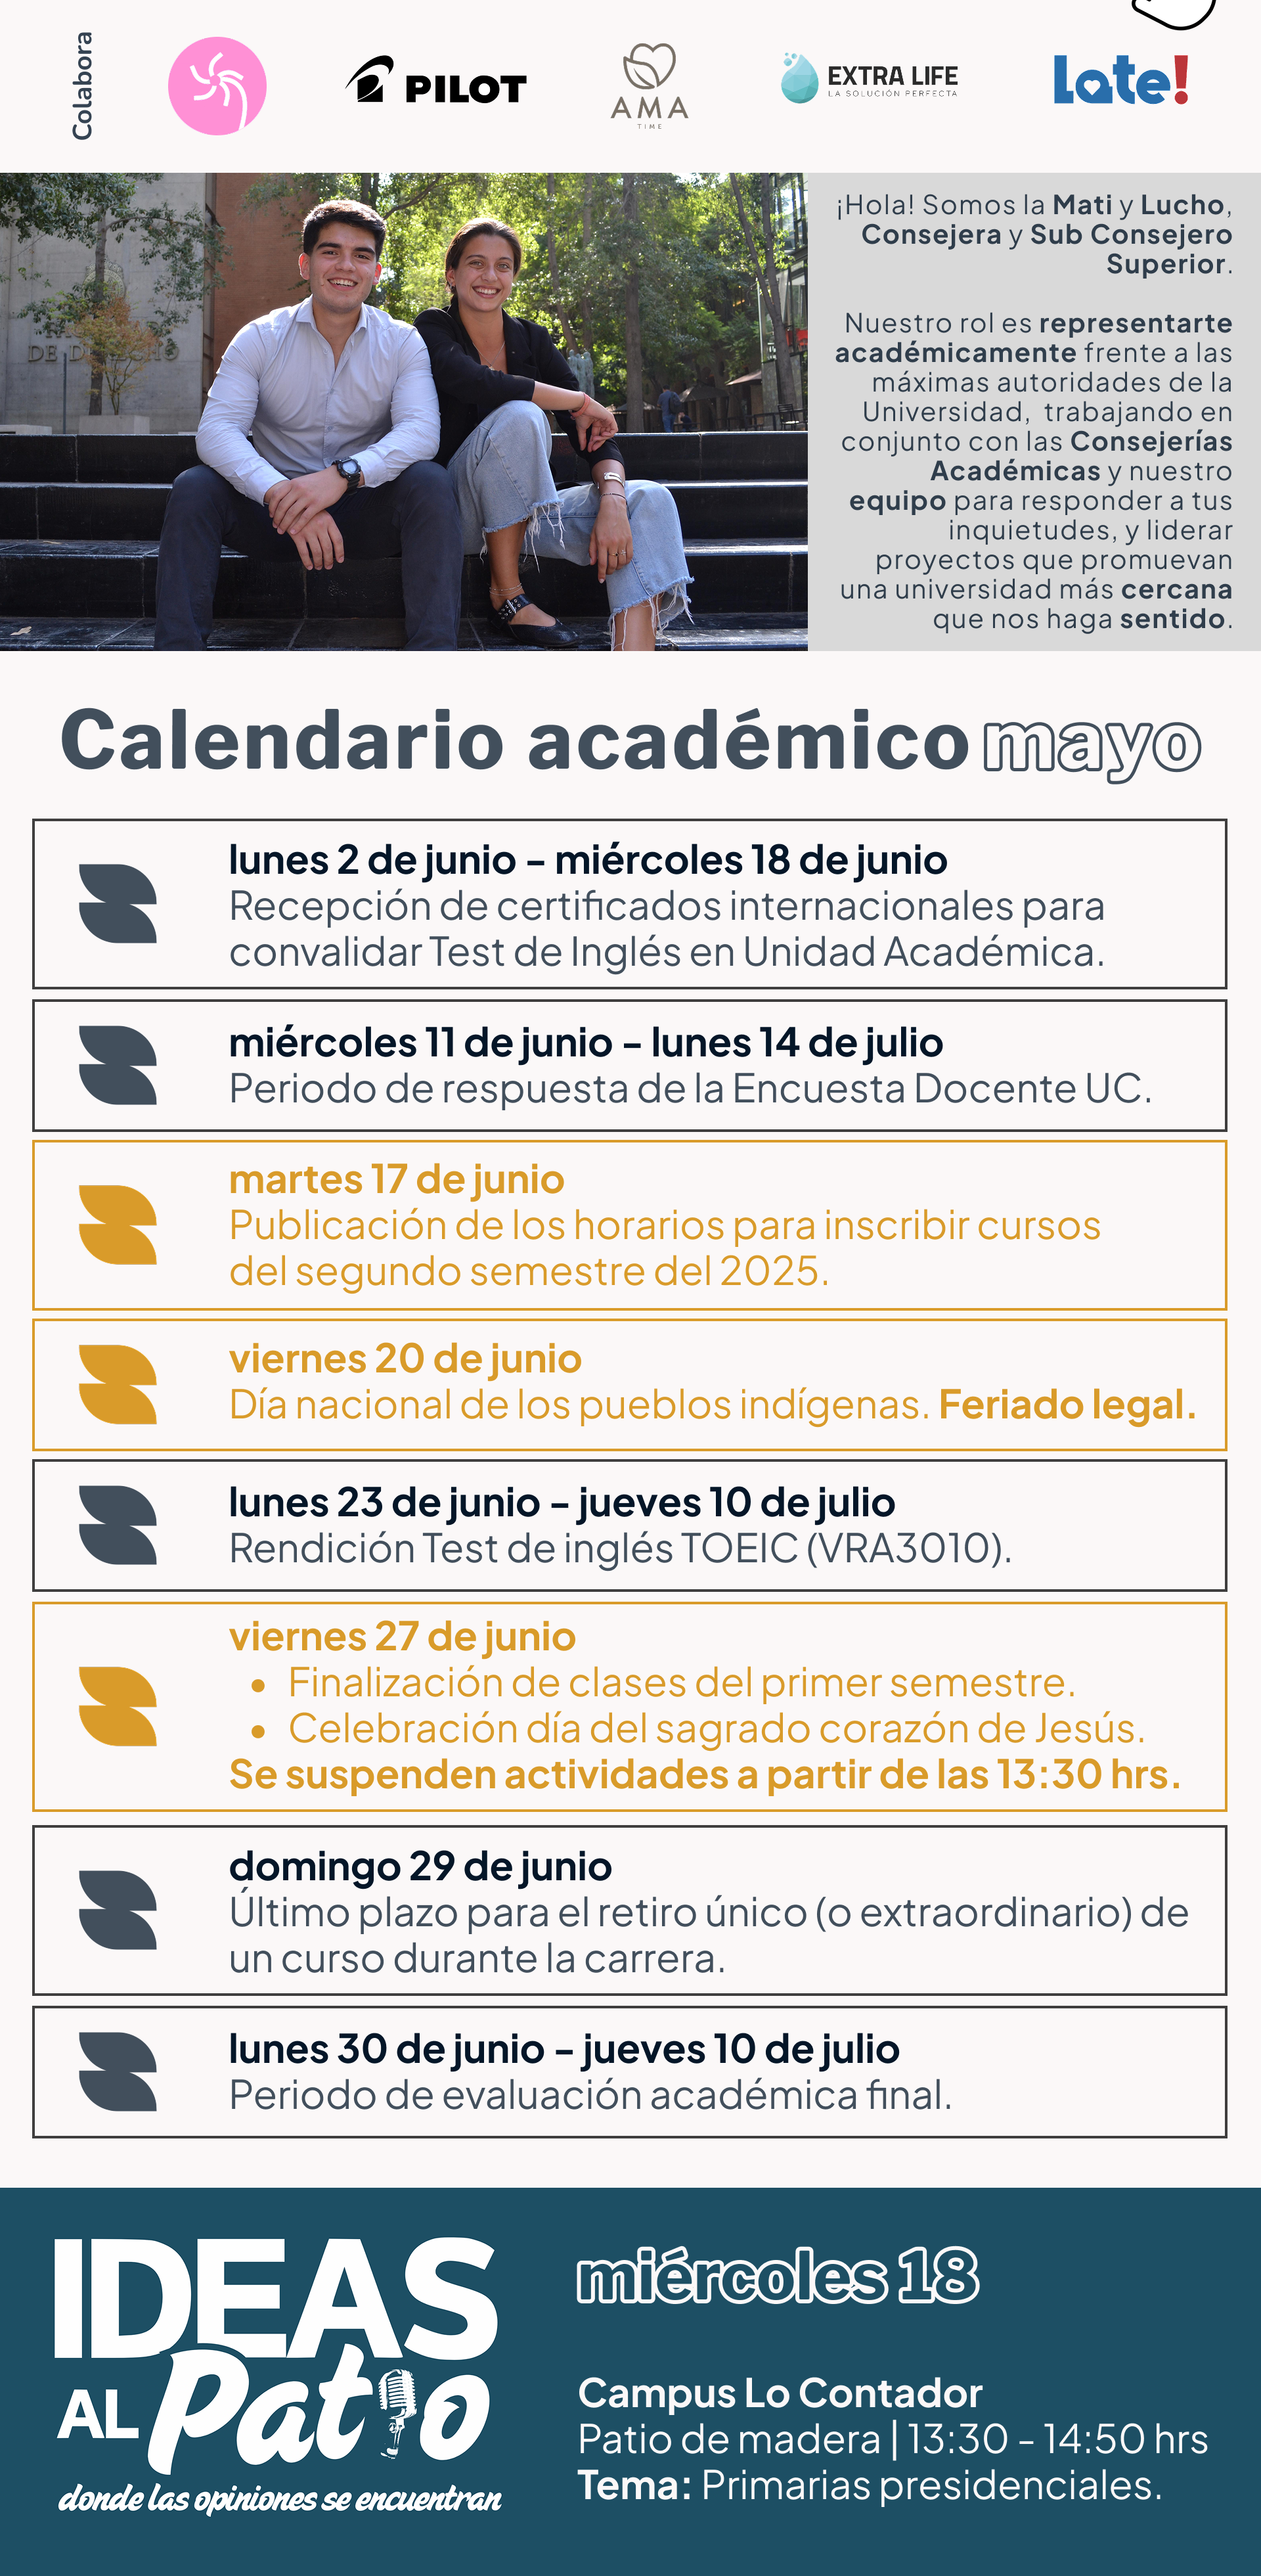 Colabora
PILOT
AMA
TIME
EXTRA LIFE
LA SOLUCIÓN PERFECTA
Late!
DE DERECHO
¡Hola! Somos la Mati y Lucho,
Consejera y Sub Consejero
Superior.
Nuestro rol es representarte
académicamente frente a las
máximas autoridades de la
Universidad, trabajando en
conjunto con las Consejerías
Académicas y nuestro
equipo para responder a tus
inquietudes, y liderar
proyectos que promuevan
una universidad más cercana
que nos haga sentido.
Calendario académico mayo
lunes 2 de junio – miércoles 18 de junio
Recepción de certificados internacionales para
convalidar Test de Inglés en Unidad Académica.
miércoles 11 de junio – lunes 14 de julio
Periodo de respuesta de la Encuesta Docente UC.
martes 17 de junio
Publicación de los horarios para inscribir cursos
del segundo semestre del 2025.
viernes 20 de junio
Día nacional de los pueblos indígenas. Feriado legal.
lunes 23 de junio – jueves 10 de julio
Rendición Test de inglés TOEIC (VRA3010).
viernes 27 de junio
• Finalización de clases del primer semestre.
• Celebración día del sagrado corazón de Jesús.
Se suspenden actividades a partir de las 13:30 hrs.
domingo 29 de junio
Último plazo para el retiro único (o extraordinario) de
un curso durante la carrera.
lunes 30 de junio – jueves 10 de julio
Periodo de evaluación académica final.
IDEAS
AL Patio
donde las opiniones se encuentran
miércoles 18
Campus Lo Contador
Patio de madera | 13:30 - 14:50 hrs
Tema: Primarias presidenciales.